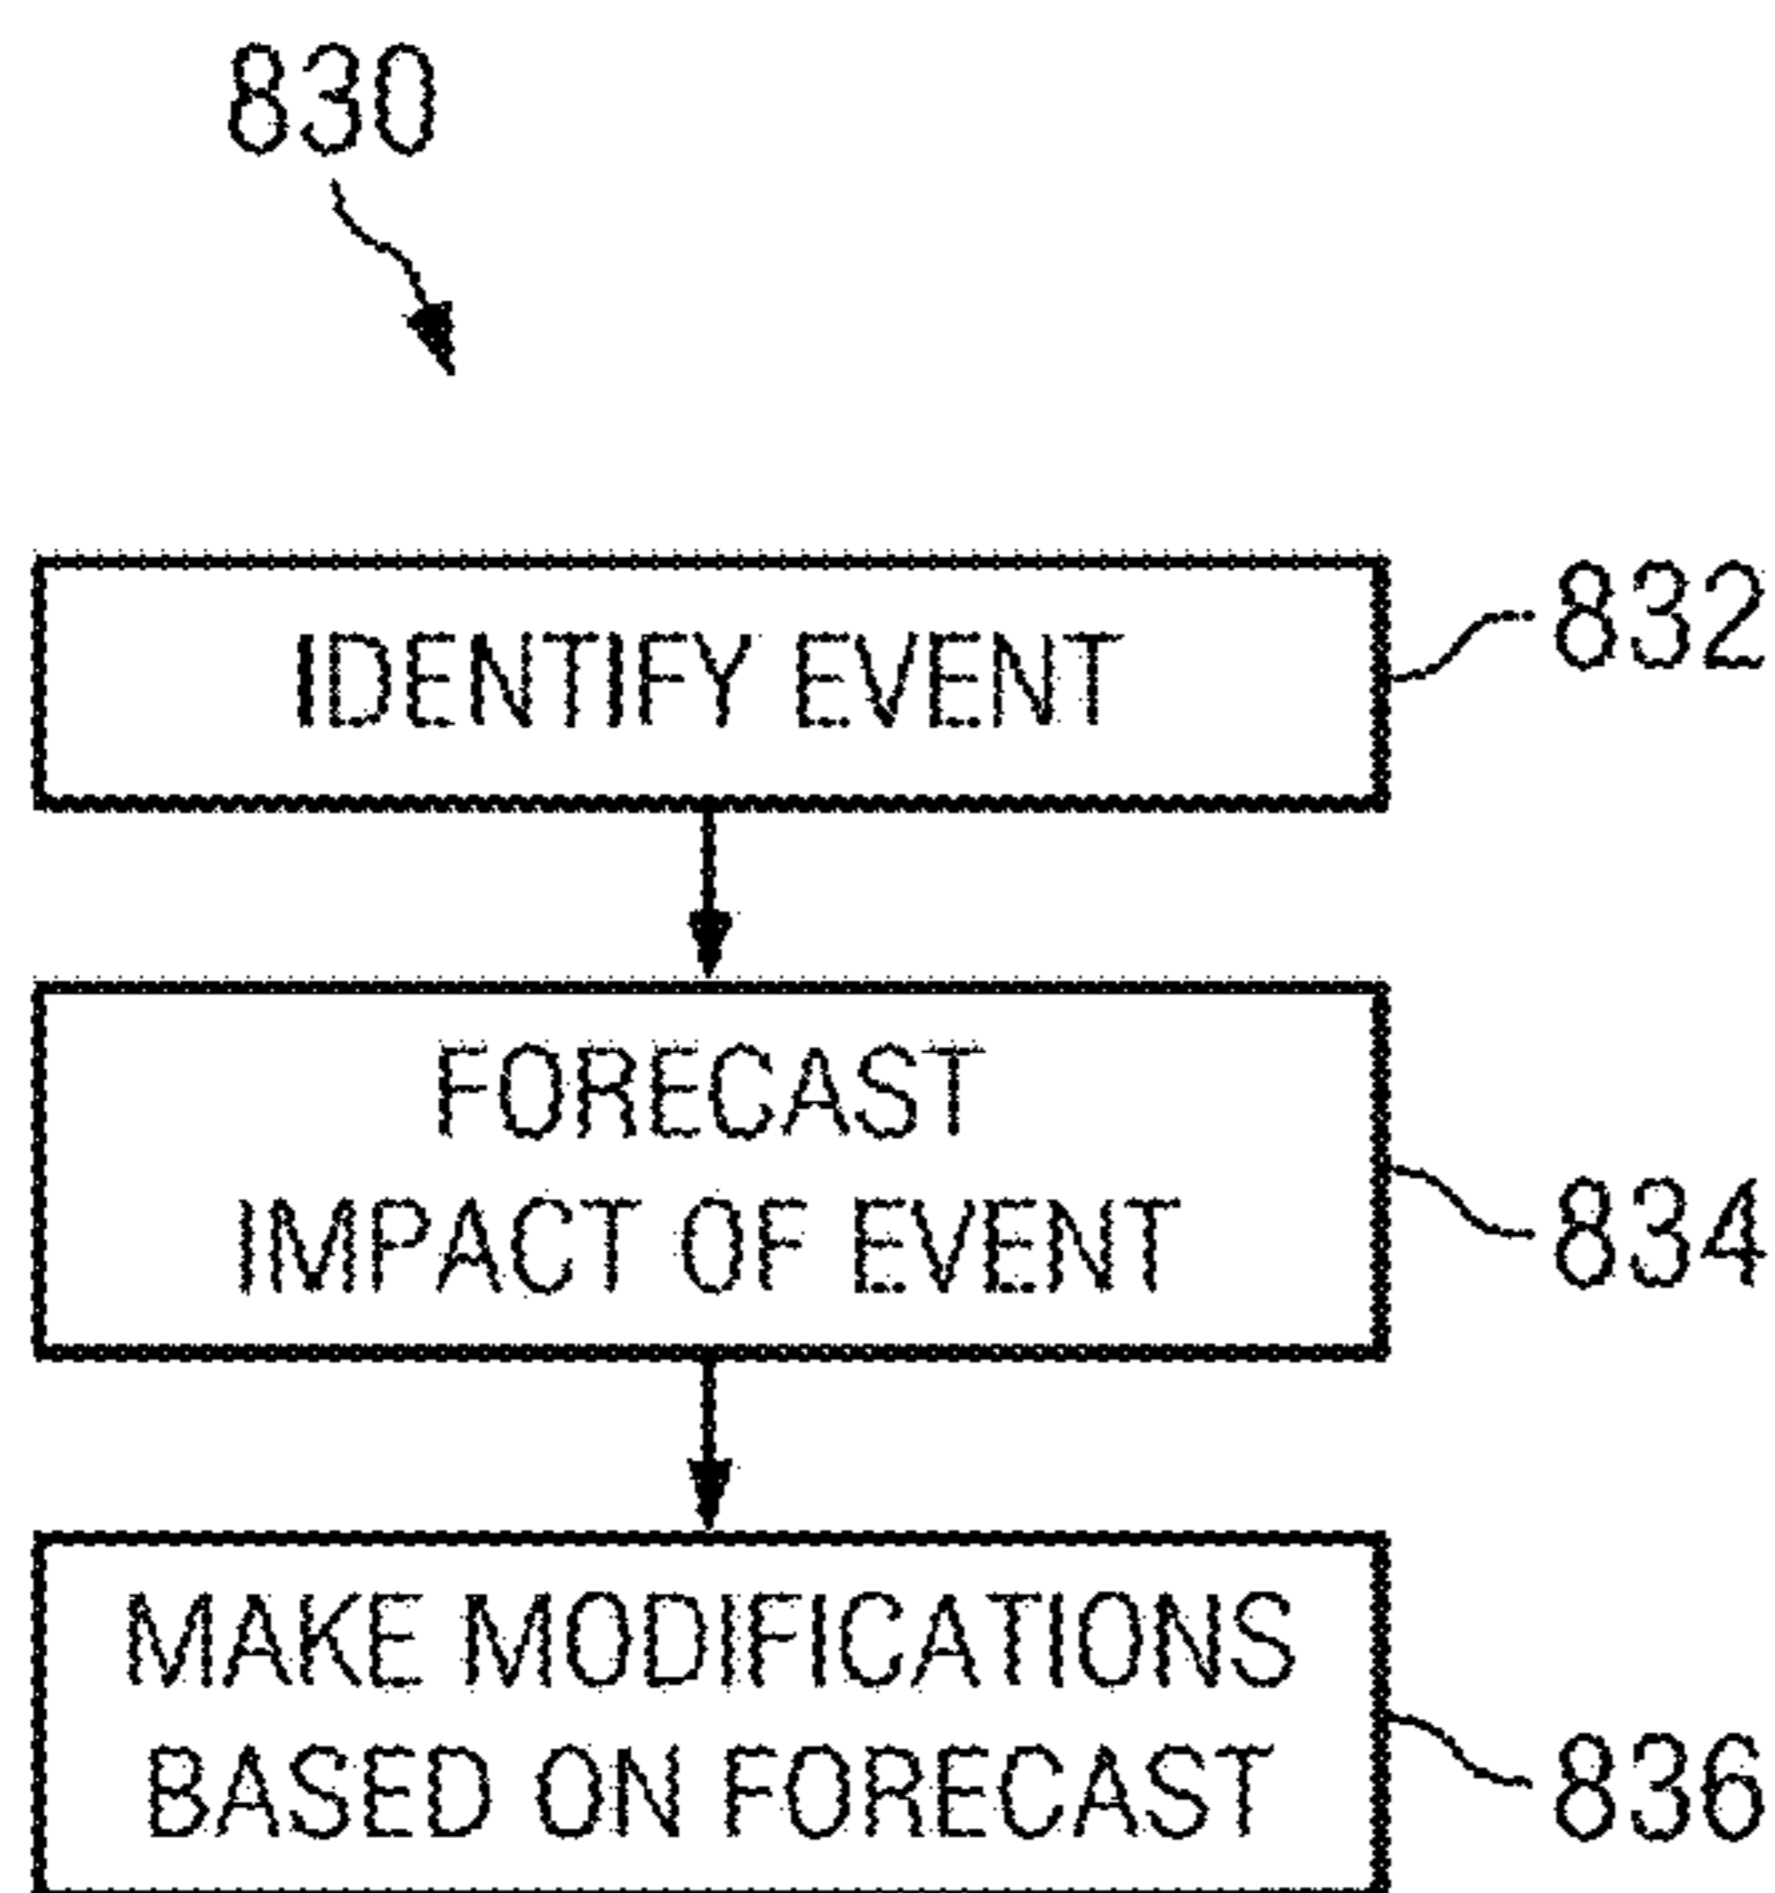 830
IDENTIFY EVENT
832
FORECAST
IMPACT OF EVENT
834
MAKE MODIFICATIONS
BASED ON FORECAST
836